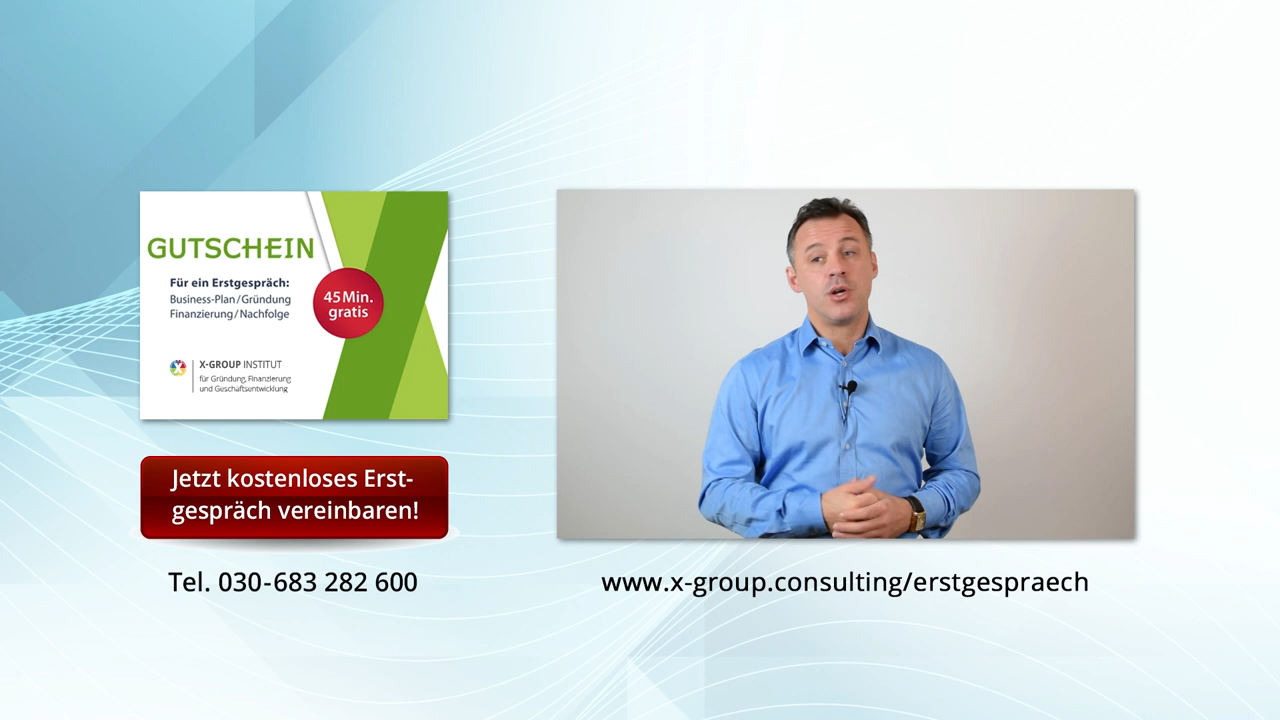 GUTSCHEIN
Für ein Erstgespräch:
Business-Plan/Gründung
Finanzierung/Nachfolge
45 Min.
gratis
X-GROUP INSTITUT
für Gründung, Finanzierung
und Geschäftsentwicklung
Jetzt kostenloses Erst-
gespräch vereinbaren!
Tel. 030-683 282 600
www.x-group.consulting/erstgespraech